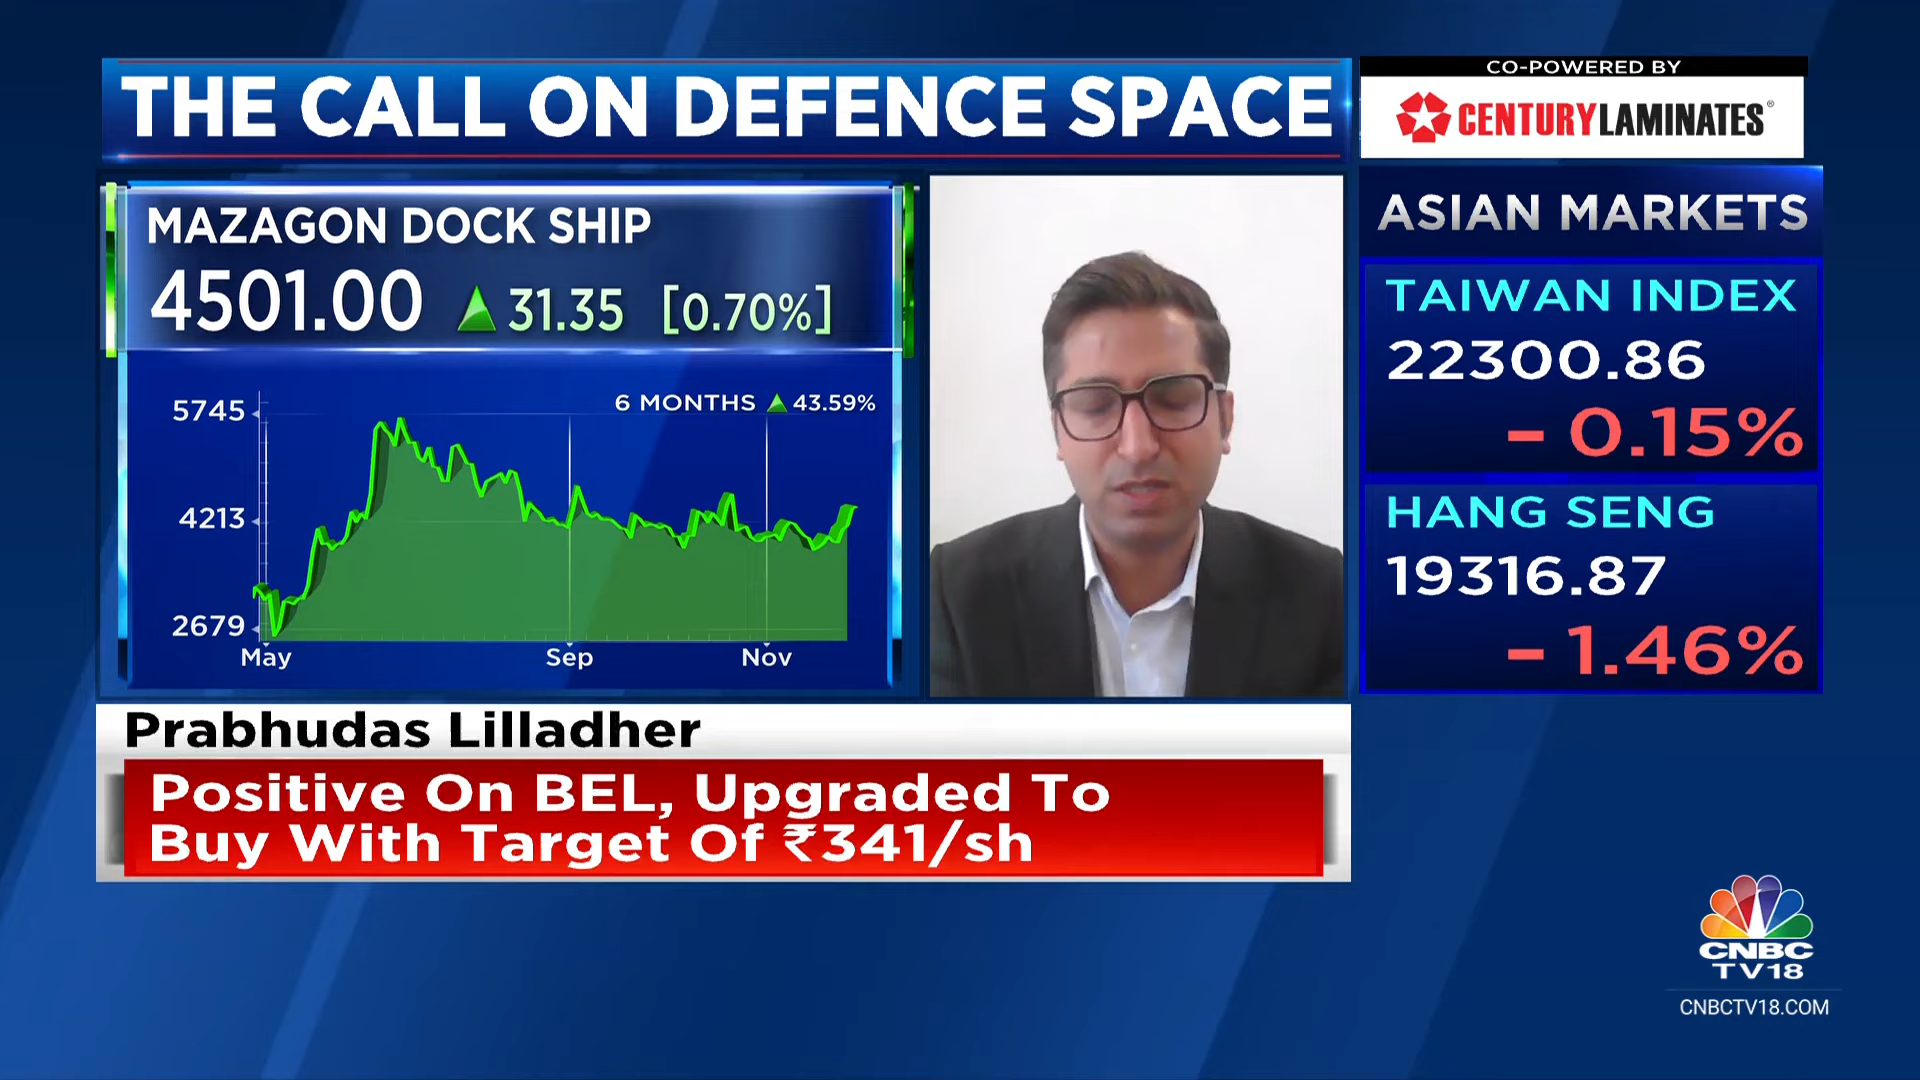 THE CALL ON DEFENCE SPACE
CO-POWERED BY
CENTURYLAMINATES®
MAZAGON DOCK SHIP
4501.00 ▲ 31.35 [0.70%]
6 MONTHS ▲ 43.59%
5745
4213
2679
May Sep Nov
ASIAN MARKETS
TAIWAN INDEX
22300.86
- 0.15%
HANG SENG
19316.87
- 1.46%
Prabhudas Lilladher
Positive On BEL, Upgraded To
Buy With Target Of ₹341/sh
CNBC
TV18
CNBCTV18.COM